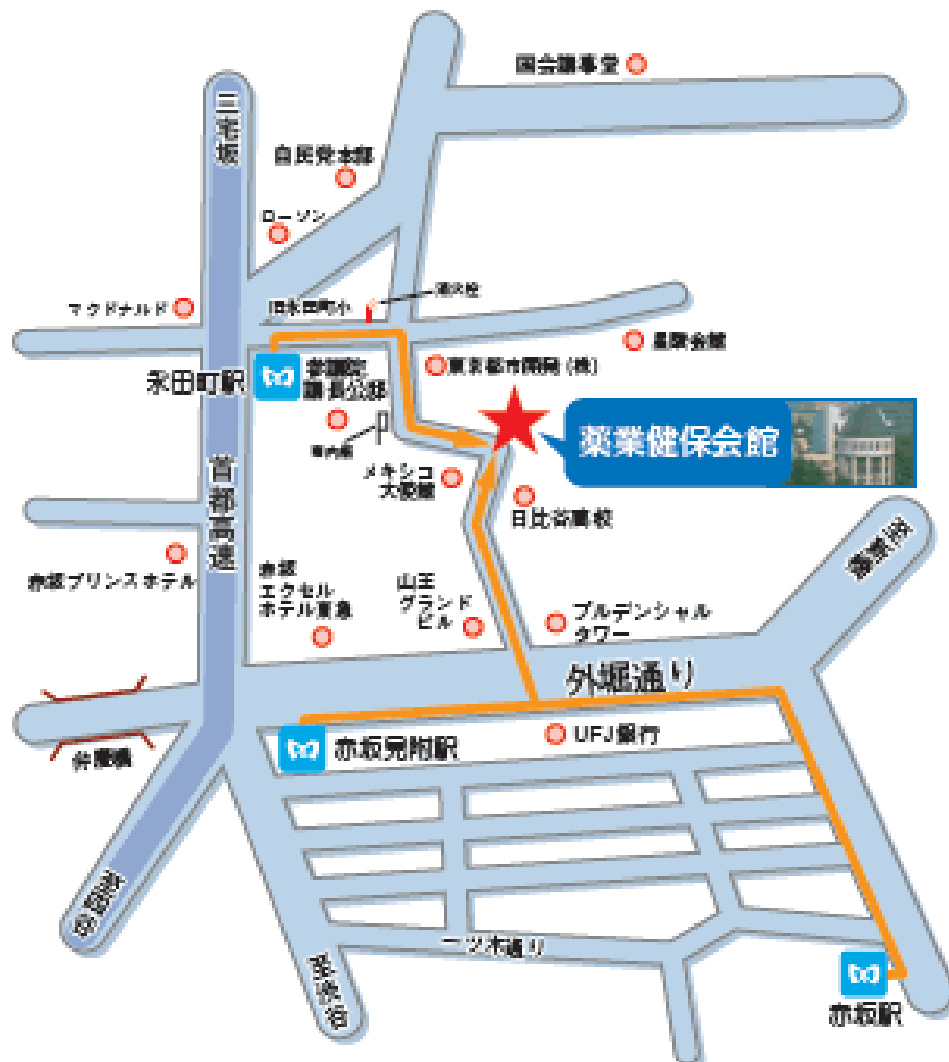 国会議事堂
三宅坂
自民党本部
ローソン
消火栓
マクドナルド
旧永田町小
星陵会館
東京都市開発(株)
永田町駅
参議院
議長公邸
案内板
薬業健保会館
メキシコ
大使館
日比谷高校
首都高速
赤坂プリンスホテル
赤坂
エクセル
ホテル東急
山王
グランド
ビル
プルデンシャル
タワー
外堀通り
弁慶橋
赤坂見附駅
UFJ銀行
一ツ木通り
赤坂駅